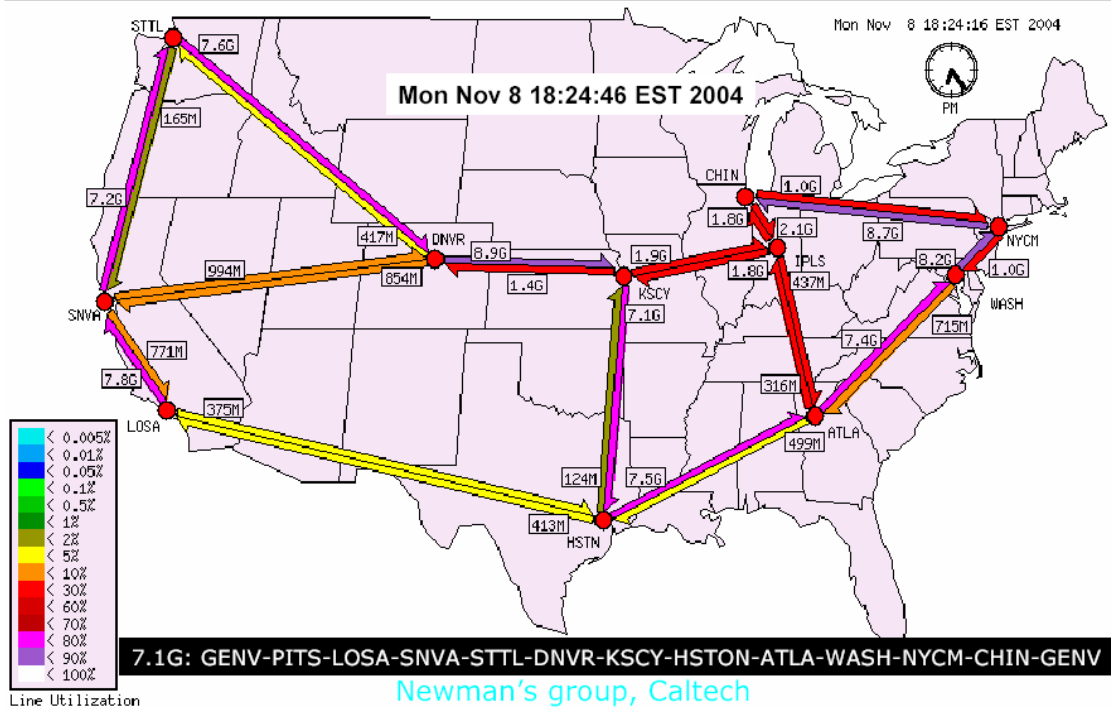 STTL
Mon Nov 8 18:24:16 EST 2004
7.6G
PM
Mon Nov 8 18:24:46 EST 2004
165M
CHIN
1.0G
7.2G
1.8G
2.1G
NYCM
417M
DNVR
8.9G
1.9G
IPLS
8.7G
994M
854M
1.4G
KSCY
1.8G
437M
8.2G
1.0G
SNVA
7.1G
WASH
715M
771M
7.4G
7.8G
316M
LOSA
375M
ATLA
499M
124M
7.5G
413M
HSTN
< 0.005%
< 0.01%
< 0.05%
< 0.1%
< 0.5%
< 1%
< 2%
< 5%
< 10%
< 30%
< 60%
< 70%
< 80%
< 90%
< 100%
Line Utilization
7.1G: GENV-PITS-LOSA-SNVA-STTL-DNVR-KSCY-HSTON-ATLA-WASH-NYCM-CHIN-GENV
Newman's group, Caltech